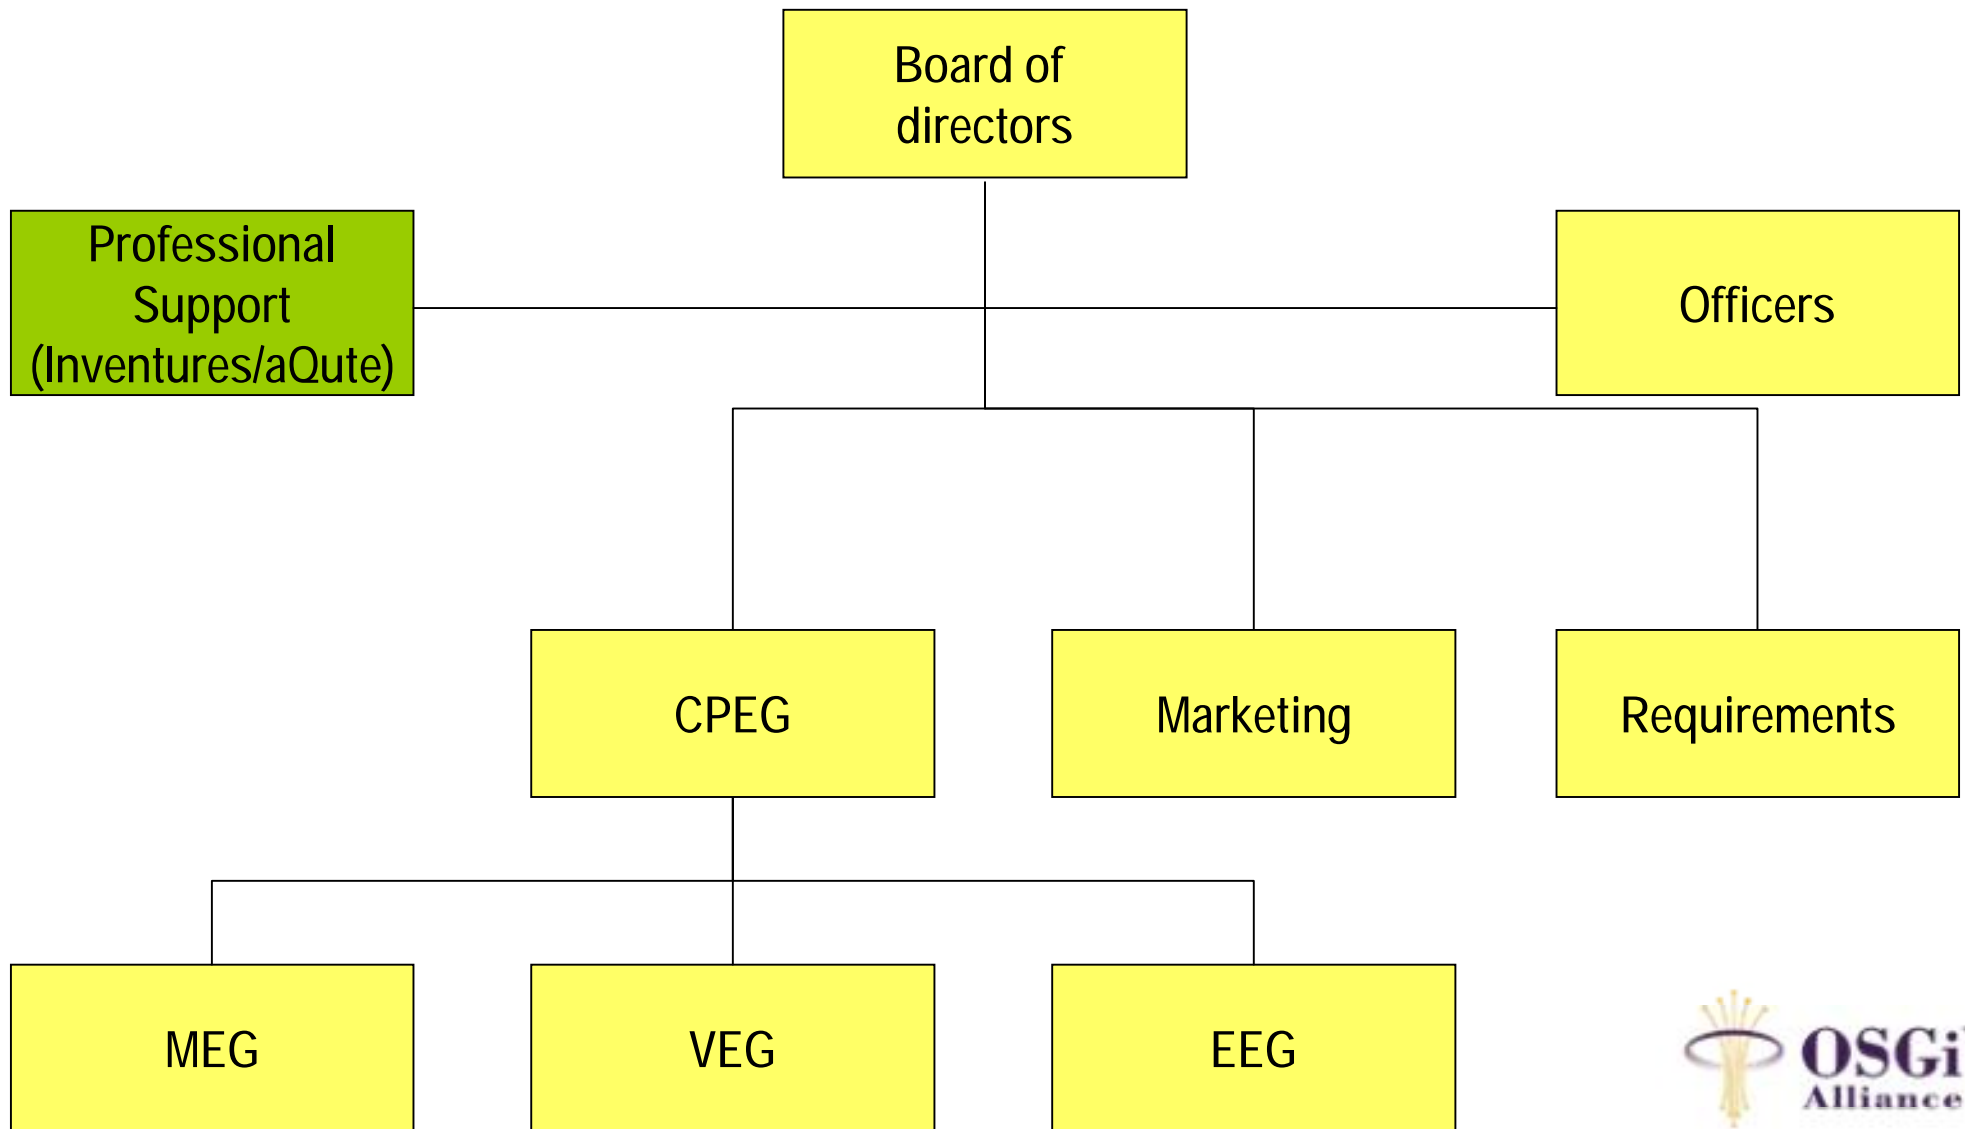 Board of
directors
Professional
Support
(Inventures/aQute)
Officers
CPEG
Marketing
Requirements
MEG
VEG
EEG
OSGi
Alliance